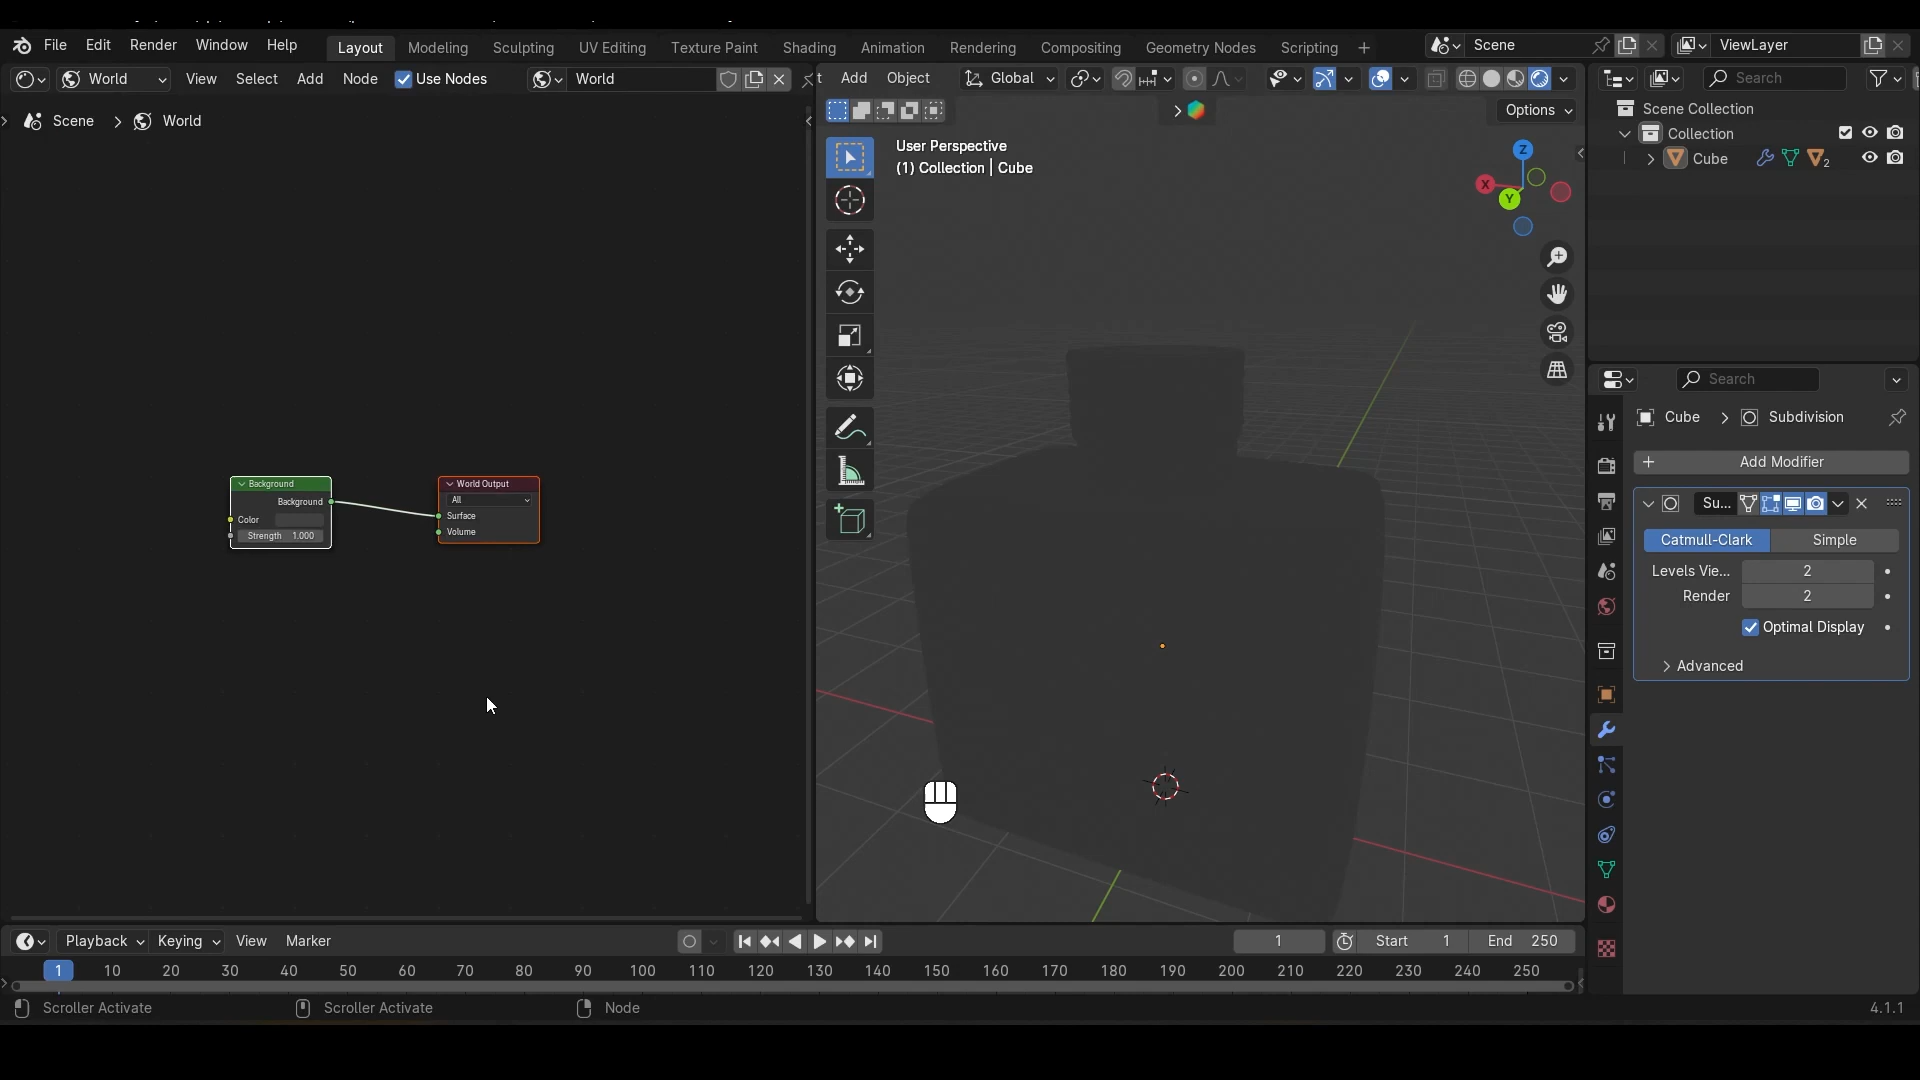 File Edit Render Window Help Layout Modeling Sculpting UV Editing Texture Paint Shading Animation Rendering Compositing Geometry Nodes Scripting + Scene ViewLayer
World View Select Add Node Use Nodes World
t Add Object Global
Search
Scene > World
Options
Scene Collection
Collection
Cube 2
User Perspective
(1) Collection | Cube
Z
X
Y
Search
Cube > Subdivision
+ Add Modifier
Su...
Catmull-Clark Simple
Levels Vie... 2
Render 2
Optimal Display
> Advanced
Background
Background
Color
Strength 1.000
World Output
All
Surface
Volume
Playback Keying View Marker 1 Start 1 End 250
1 10 20 30 40 50 60 70 80 90 100 110 120 130 140 150 160 170 180 190 200 210 220 230 240 250
Scroller Activate Scroller Activate Node 4.1.1